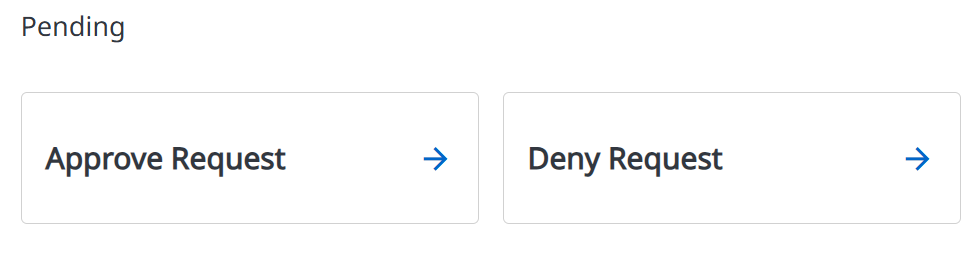 Pending
Approve Request
Deny Request